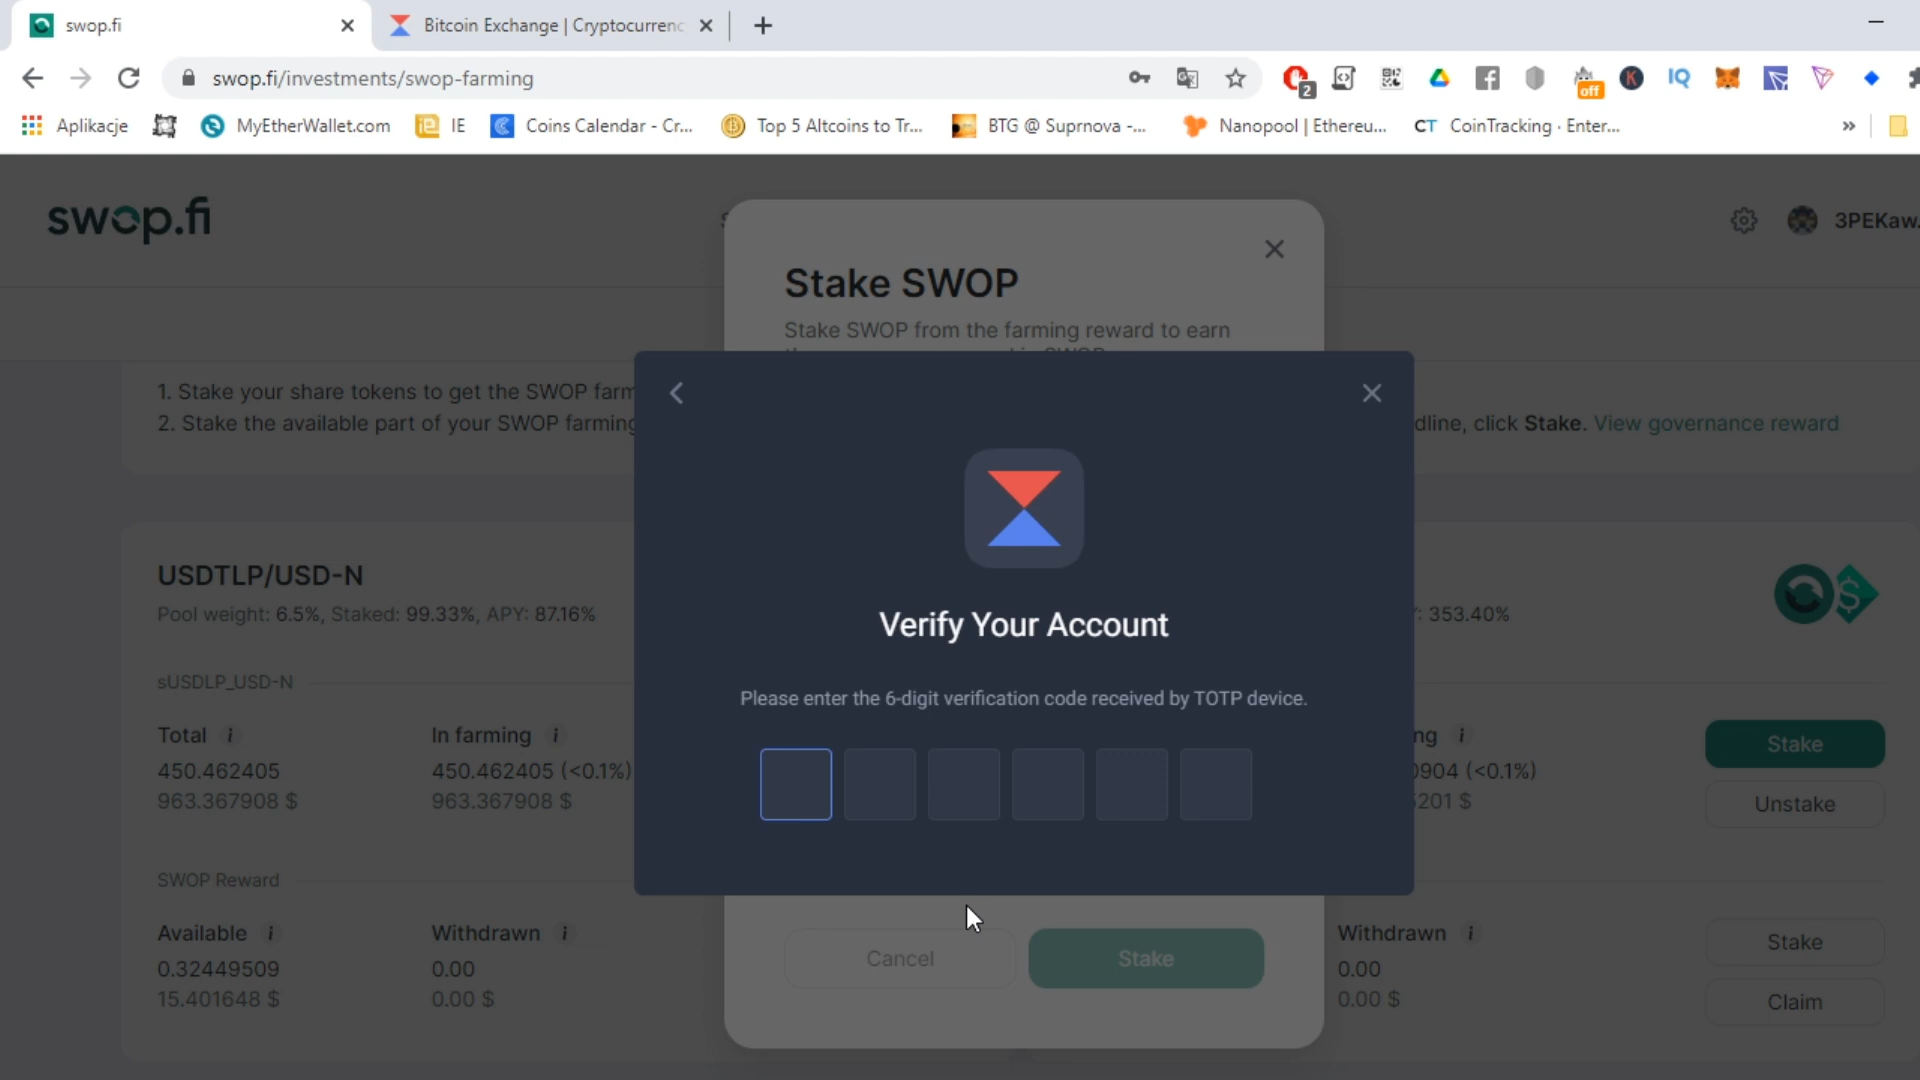 swop.fi
Bitcoin Exchange | Cryptocurrenc
swop.fi/investments/swop-farming
2
off
K
IQ
Aplikacje
MyEtherWallet.com
IE
Coins Calendar - Cr...
Top 5 Altcoins to Tr...
BTG @ Suprnova -...
Nanopool | Ethereu...
CT CoinTracking · Enter...
»
swop.fi
3PEKaw.
Stake SWOP
Stake SWOP from the farming reward to earn
1. Stake your share tokens to get the SWOP farm
2. Stake the available part of your SWOP farming
dline, click Stake. View governance reward
Verify Your Account
Please enter the 6-digit verification code received by TOTP device.
USDTLP/USD-N
Pool weight: 6.5%, Staked: 99.33%, APY: 87.16%
: 353.40%
sUSDLP_USD-N
Total i
In farming i
ng i
Stake
450.462405
450.462405 (<0.1%)
0904 (<0.1%)
963.367908 $
963.367908 $
5201 $
Unstake
SWOP Reward
Available i
Withdrawn i
Withdrawn i
Stake
0.32449509
0.00
0.00
15.401648 $
0.00 $
0.00 $
Claim
Cancel
Stake